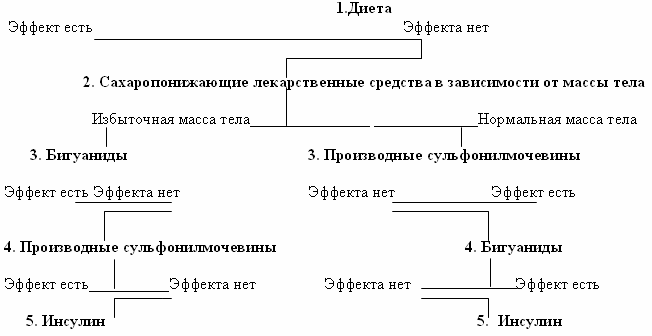 1.Диета
Эффект есть Эффекта нет
2. Сахаропонижающие лекарственные средства в зависимости от массы тела
Избыточная масса тела Нормальная масса тела
3. Бигуаниды 3. Производные сульфонилмочевины
Эффект есть Эффекта нет Эффекта нет Эффект есть
4. Производные сульфонилмочевины 4. Бигуаниды
Эффект есть Эффекта нет Эффекта нет Эффект есть
5. Инсулин 5. Инсулин